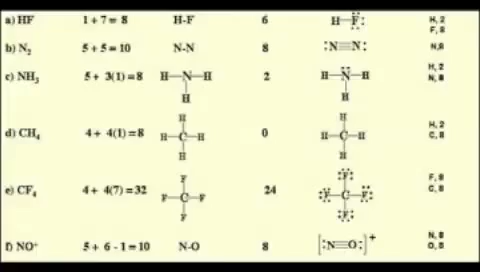 a) HF 1 + 7 = 8 H-F 6 H–F: H, 2
F, 8
b) N₂ 5 + 5 = 10 N-N 8 :N≡N: N,8
c) NH₃ 5 + 3(1) = 8 H–N–H 2 H–N–H H, 2
N, 8
H H
H H
d) CH₄ 4 + 4(1) = 8 H–C–H 0 H–C–H H, 2
C, 8
H H
F F
e) CF₄ 4 + 4(7) = 32 F–C–F 24 F–C–F F, 8
C, 8
F F
f) NO⁺ 5 + 6 - 1 = 10 N-O 8 [:N≡O:]⁺ N, 8
O, 8